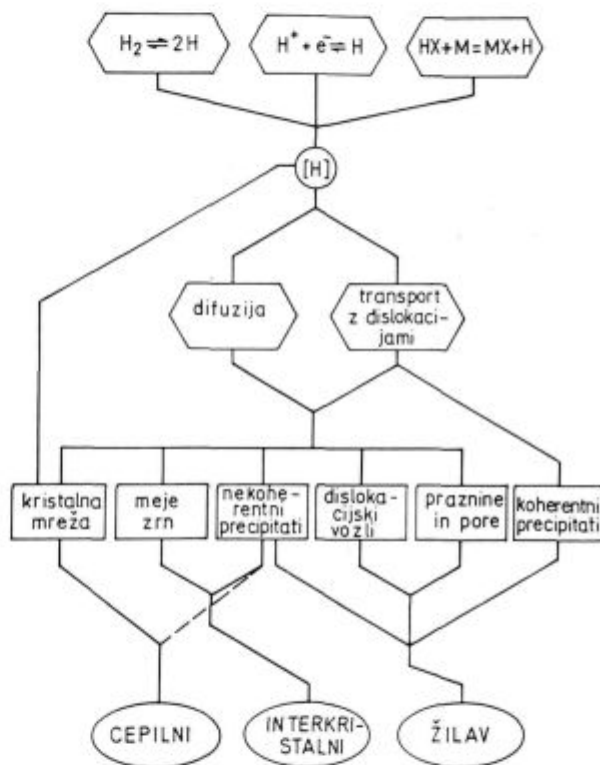 H₂ ⇌ 2H
H⁺ + e⁻ ⇌ H
HX + M = MX + H
[H]
difuzija
transport
z dislokaci-
jami
kristalna
mreža
meje
zrn
nekohe-
rentni
precipitati
disloka-
cijski
vozli
praznine
in pore
koherentni
precipitati
CEPILNI
INTERKRI-
STALNI
ŽILAV